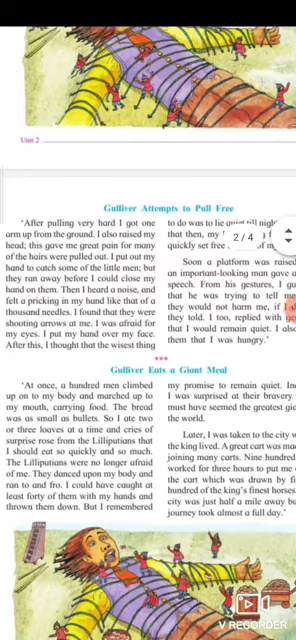 Unit 2
Gulliver Attempts to Pull Free
'After pulling very hard I got one
arm up from the ground. I also raised my
head; this gave me great pain for many
of the hairs were pulled out. I put out my
hand to catch some of the little men; but
they ran away before I could close my
hand on them. Then I heard a noise, and
felt a pricking in my hand like that of a
thousand needles. I found that they were
shooting arrows at me. I was afraid for
my eyes. I put my hand over my face.
After this, I thought that the wisest thing
to do was to lie quiet till
that then, my
quickly set free
2 / 4
Soon a platform was raised
an important-looking man gave a
speech. From his gestures, I
that he was trying to tell me
they would not harm me, if I
they told. I too, replied with
that I would remain quiet. I also
them that I was hungry.'
***
Gulliver Eats a Giant Meal
'At once, a hundred men climbed
up on to my body and marched up to
my mouth, carrying food. The bread
was as small as bullets. So I ate two
or three loaves at a time and cries of
surprise rose from the Lilliputians that
I should eat so quickly and so much.
The Lilliputians were no longer afraid
of me. They danced upon my body and
ran to and fro. I could have caught at
least forty of them with my hands and
thrown them down. But I remembered
my promise to remain quiet.
I was surprised at their bravery
must have seemed the greatest
the world.
Later, I was taken to the city
the king lived. A great cart was
joining many carts. Nine
worked for three hours to put me
the cart which was drawn by
hundred of the king's finest horses.
city was just half a mile away
journey took almost a full day.'
V RECORDER